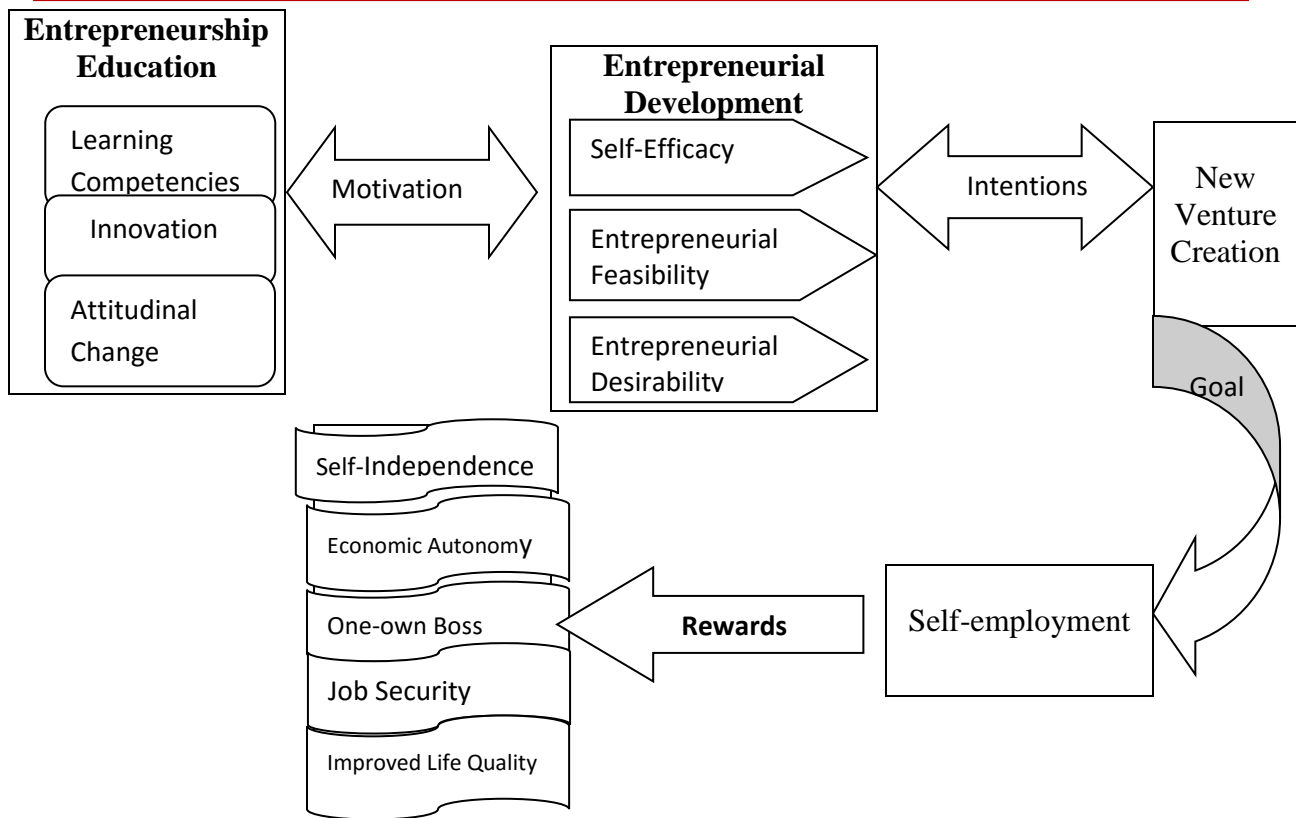 Entrepreneurship
Education
Learning
Competencies
Innovation
Attitudinal
Change
Motivation
Entrepreneurial
Development
Self-Efficacy
Entrepreneurial
Feasibility
Entrepreneurial
Desirability
Intentions
New
Venture
Creation
Goal
Self-employment
Rewards
Self-Independence
Economic Autonomy
One-own Boss
Job Security
Improved Life Quality